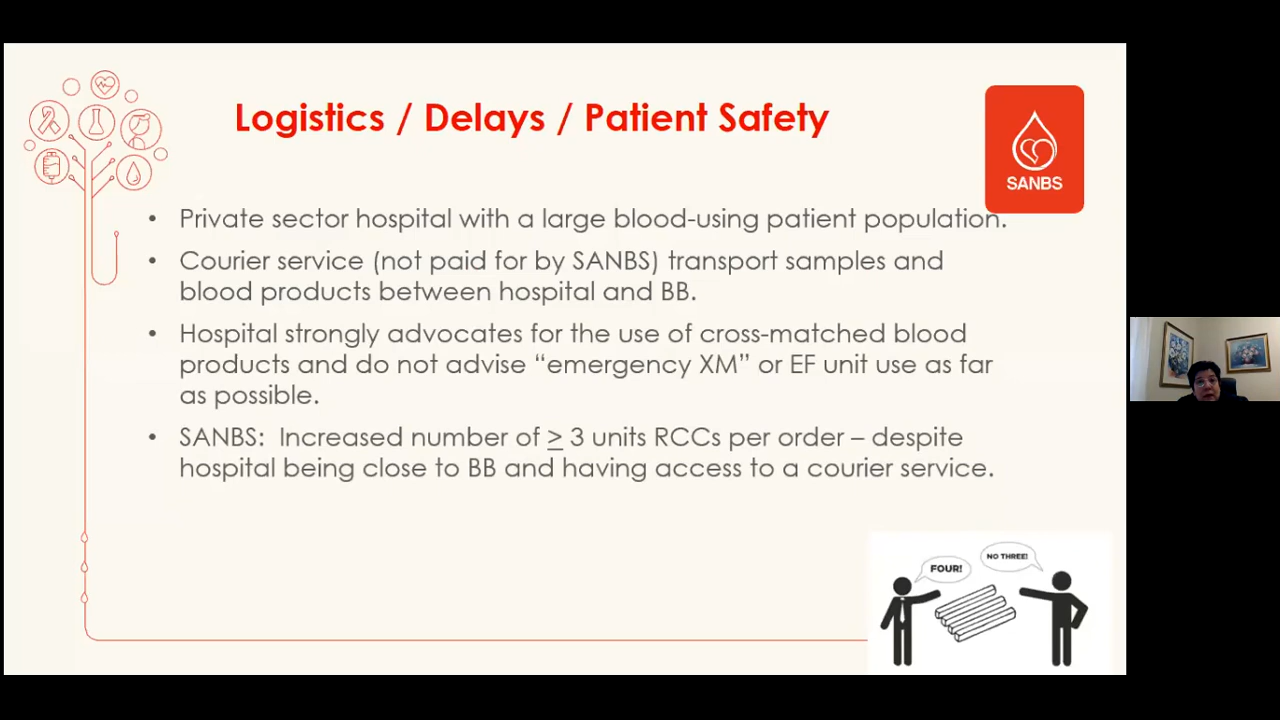 Logistics / Delays / Patient Safety
SANBS
• Private sector hospital with a large blood-using patient population.
• Courier service (not paid for by SANBS) transport samples and
blood products between hospital and BB.
• Hospital strongly advocates for the use of cross-matched blood
products and do not advise “emergency XM” or EF unit use as far
as possible.
• SANBS:  Increased number of ≥ 3 units RCCs per order – despite
hospital being close to BB and having access to a courier service.
FOUR!
NO THREE!